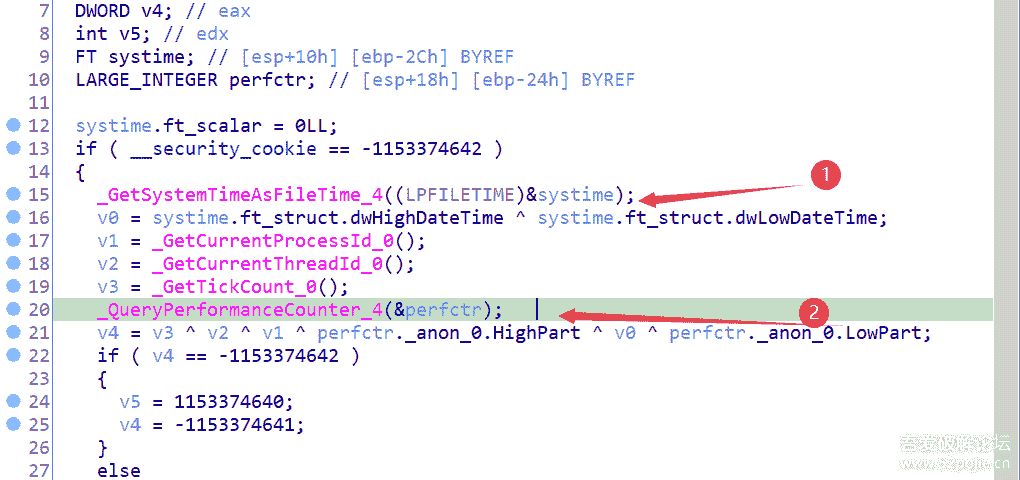 7 DWORD v4; // eax
8 int v5; // edx
9 FT systime; // [esp+10h] [ebp-2Ch] BYREF
10 LARGE_INTEGER perfctr; // [esp+18h] [ebp-24h] BYREF
11
12 systime.ft_scalar = 0LL;
13 if ( __security_cookie == -1153374642 )
14 {
15 _GetSystemTimeAsFileTime_4((LPFILETIME)&systime);
1
16 v0 = systime.ft_struct.dwHighDateTime ^ systime.ft_struct.dwLowDateTime;
17 v1 = _GetCurrentProcessId_0();
18 v2 = _GetCurrentThreadId_0();
19 v3 = _GetTickCount_0();
20 _QueryPerformanceCounter_4(&perfctr);
2
21 v4 = v3 ^ v2 ^ v1 ^ perfctr._anon_0.HighPart ^ v0 ^ perfctr._anon_0.LowPart;
22 if ( v4 == -1153374642 )
23 {
24 v5 = 1153374640;
25 v4 = -1153374641;
26 }
27 else
吾爱破解论坛
www.52pojie.cn